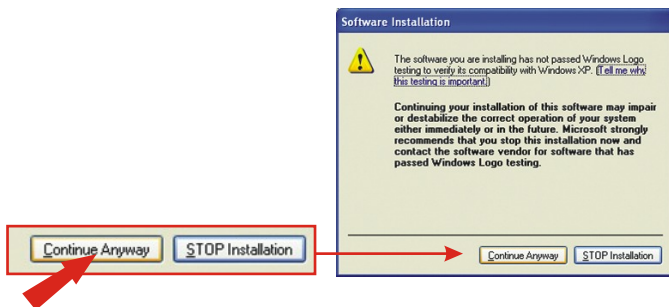 Software Installation
The software you are installing has not passed Windows Logo
testing to verify its compatibility with Windows XP. (Tell me why
this testing is important.)
Continuing your installation of this software may impair
or destabilize the correct operation of your system
either immediately or in the future. Microsoft strongly
recommends that you stop this installation now and
contact the software vendor for software that has
passed Windows Logo testing.
Continue Anyway STOP Installation
Continue Anyway STOP Installation